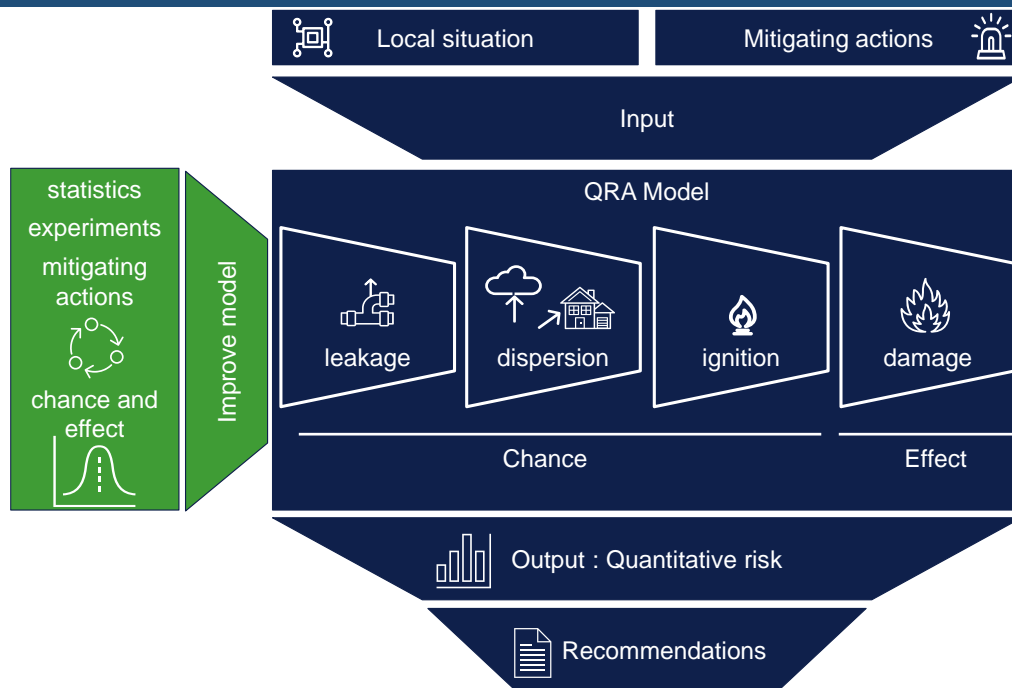 Local situation
Mitigating actions
Input
statistics
experiments
mitigating
actions
chance and
effect
Improve model
QRA Model
leakage
dispersion
ignition
damage
Chance
Effect
Output : Quantitative risk
Recommendations